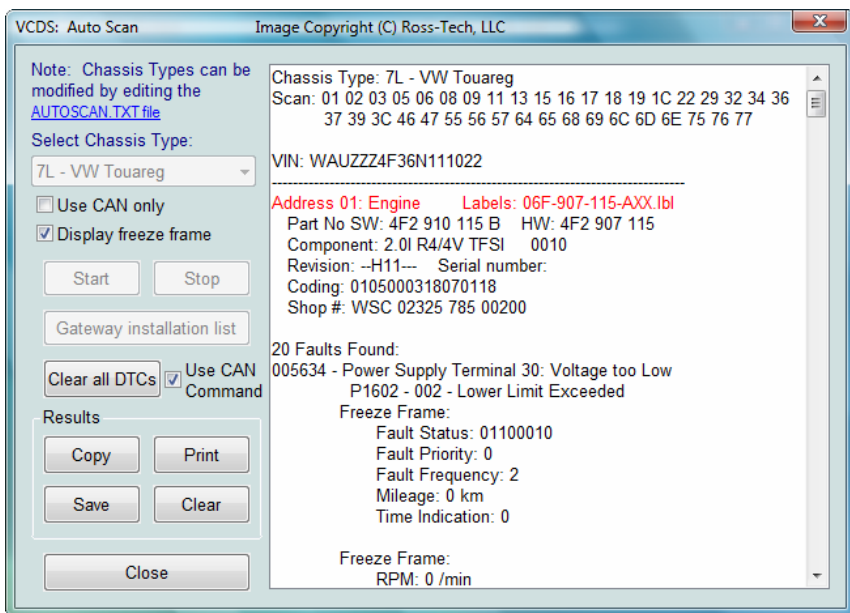 VCDS: Auto Scan
Image Copyright (C) Ross-Tech, LLC
Note: Chassis Types can be
modified by editing the
AUTOSCAN.TXT file
Select Chassis Type:
7L - VW Touareg
Use CAN only
Display freeze frame
Start
Stop
Gateway installation list
Clear all DTCs
Use CAN
Command
Results
Copy
Print
Save
Clear
Close
Chassis Type: 7L - VW Touareg
Scan: 01 02 03 05 06 08 09 11 13 15 16 17 18 19 1C 22 29 32 34 36
37 39 3C 46 47 55 56 57 64 65 68 69 6C 6D 6E 75 76 77
VIN: WAUZZZ4F36N111022
-------------------------------------------------------------------------------
Address 01: Engine Labels: 06F-907-115-AXX.lbl
Part No SW: 4F2 910 115 B HW: 4F2 907 115
Component: 2.0l R4/4V TFSI 0010
Revision: --H11--- Serial number:
Coding: 0105000318070118
Shop #: WSC 02325 785 00200
20 Faults Found:
005634 - Power Supply Terminal 30: Voltage too Low
P1602 - 002 - Lower Limit Exceeded
Freeze Frame:
Fault Status: 01100010
Fault Priority: 0
Fault Frequency: 2
Mileage: 0 km
Time Indication: 0
Freeze Frame:
RPM: 0 /min